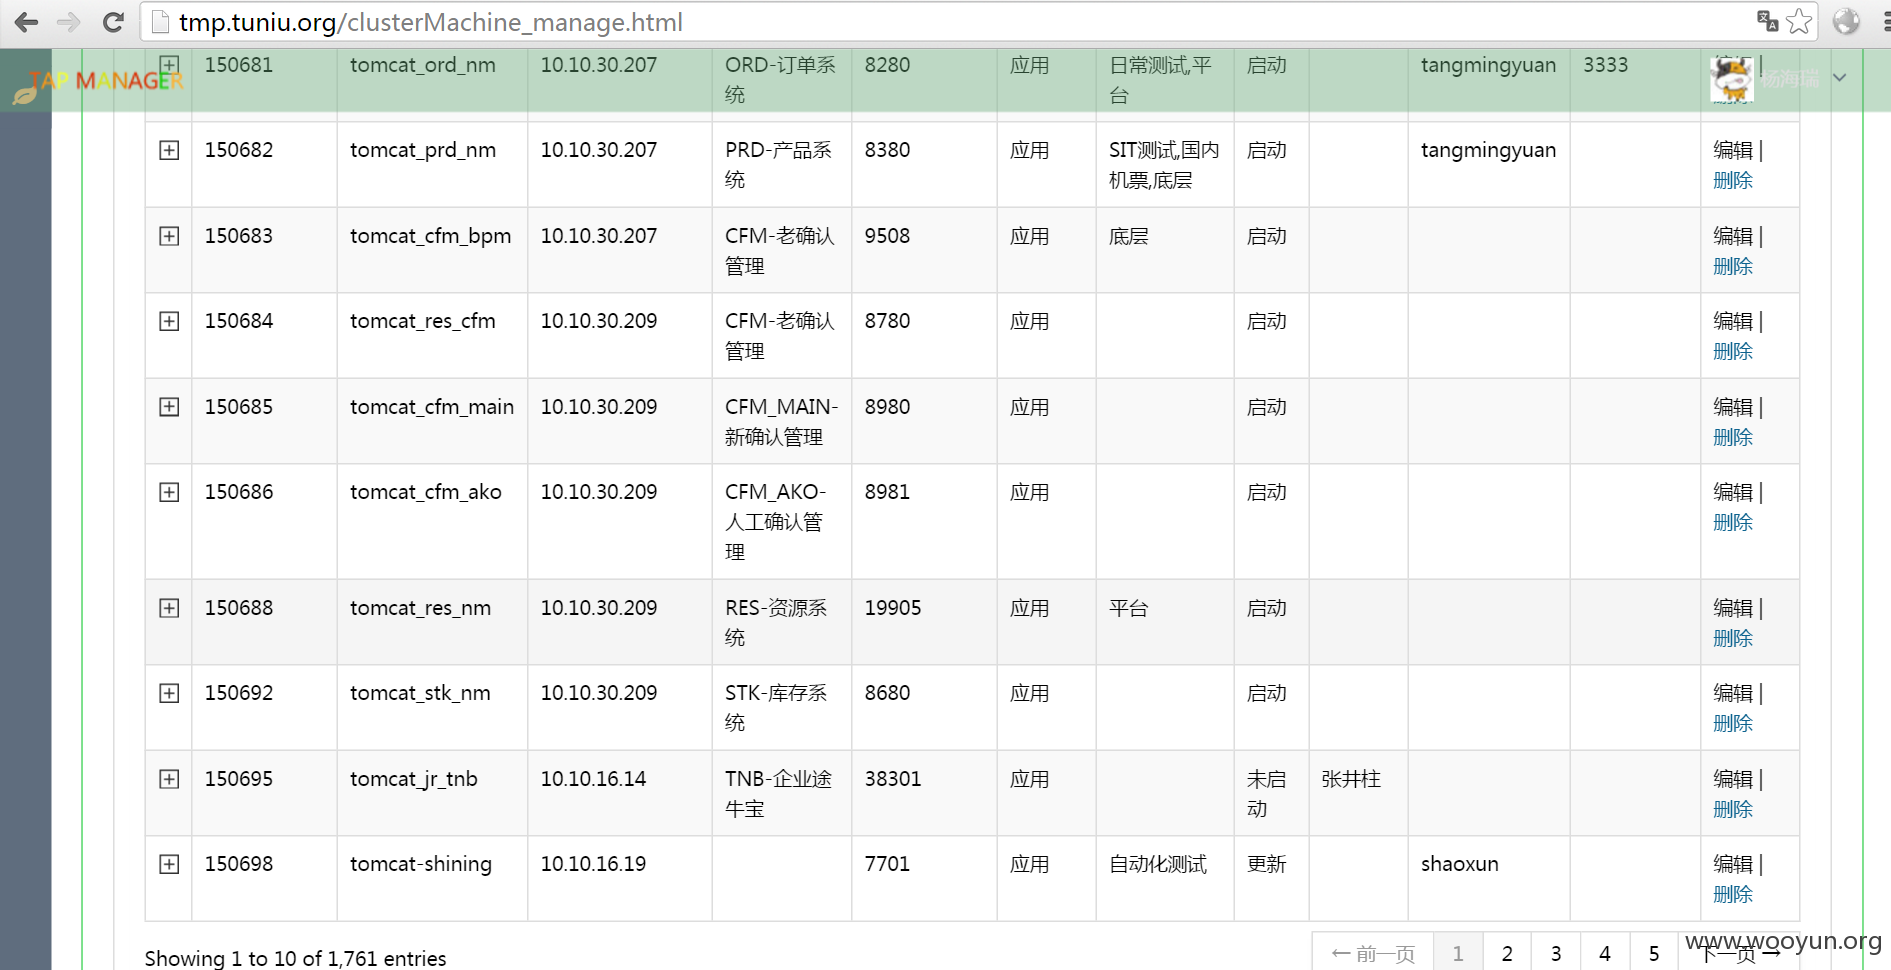 tmp.tuniu.org/clusterMachine_manage.html
TAP MANAGER
杨海瑞
150681 tomcat_ord_nm 10.10.30.207 ORD-订单系 8280 应用 日常测试,平 启动 tangmingyuan 3333 编辑 |
统 台 删除
150682 tomcat_prd_nm 10.10.30.207 PRD-产品系 8380 应用 SIT测试,国内 启动 tangmingyuan 编辑 |
统 机票,底层 删除
150683 tomcat_cfm_bpm 10.10.30.207 CFM-老确认 9508 应用 底层 启动 编辑 |
管理 删除
150684 tomcat_res_cfm 10.10.30.209 CFM-老确认 8780 应用 启动 编辑 |
管理 删除
150685 tomcat_cfm_main 10.10.30.209 CFM_MAIN- 8980 应用 启动 编辑 |
新确认管理 删除
150686 tomcat_cfm_ako 10.10.30.209 CFM_AKO- 8981 应用 启动 编辑 |
人工确认管 删除
理
150688 tomcat_res_nm 10.10.30.209 RES-资源系 19905 应用 平台 启动 编辑 |
统 删除
150692 tomcat_stk_nm 10.10.30.209 STK-库存系 8680 应用 启动 编辑 |
统 删除
150695 tomcat_jr_tnb 10.10.16.14 TNB-企业途 38301 应用 未启 张井柱 编辑 |
牛宝 动 删除
150698 tomcat-shining 10.10.16.19 7701 应用 自动化测试 更新 shaoxun 编辑 |
删除
Showing 1 to 10 of 1,761 entries
← 前一页 1 2 3 4 5 下一页 →
www.wooyun.org